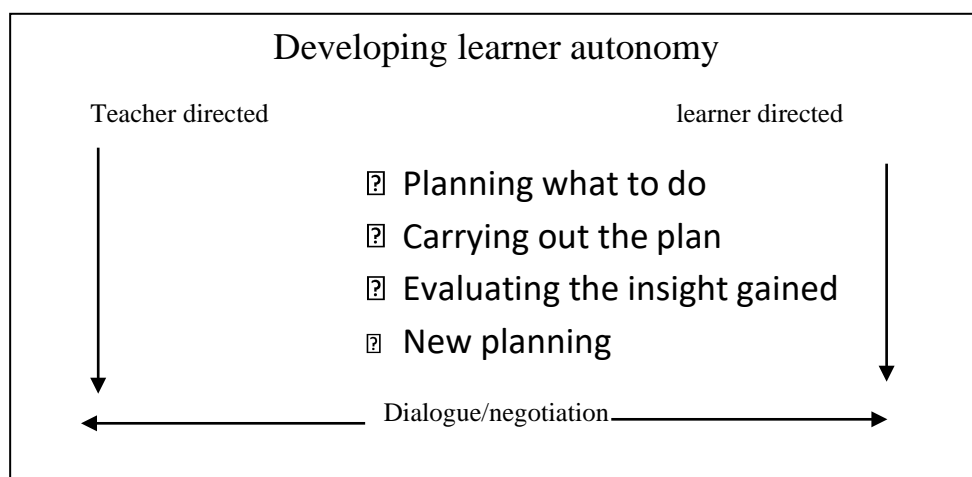 Developing learner autonomy
Teacher directed learner directed
⍰ Planning what to do
⍰ Carrying out the plan
⍰ Evaluating the insight gained
⍰ New planning
Dialogue/negotiation